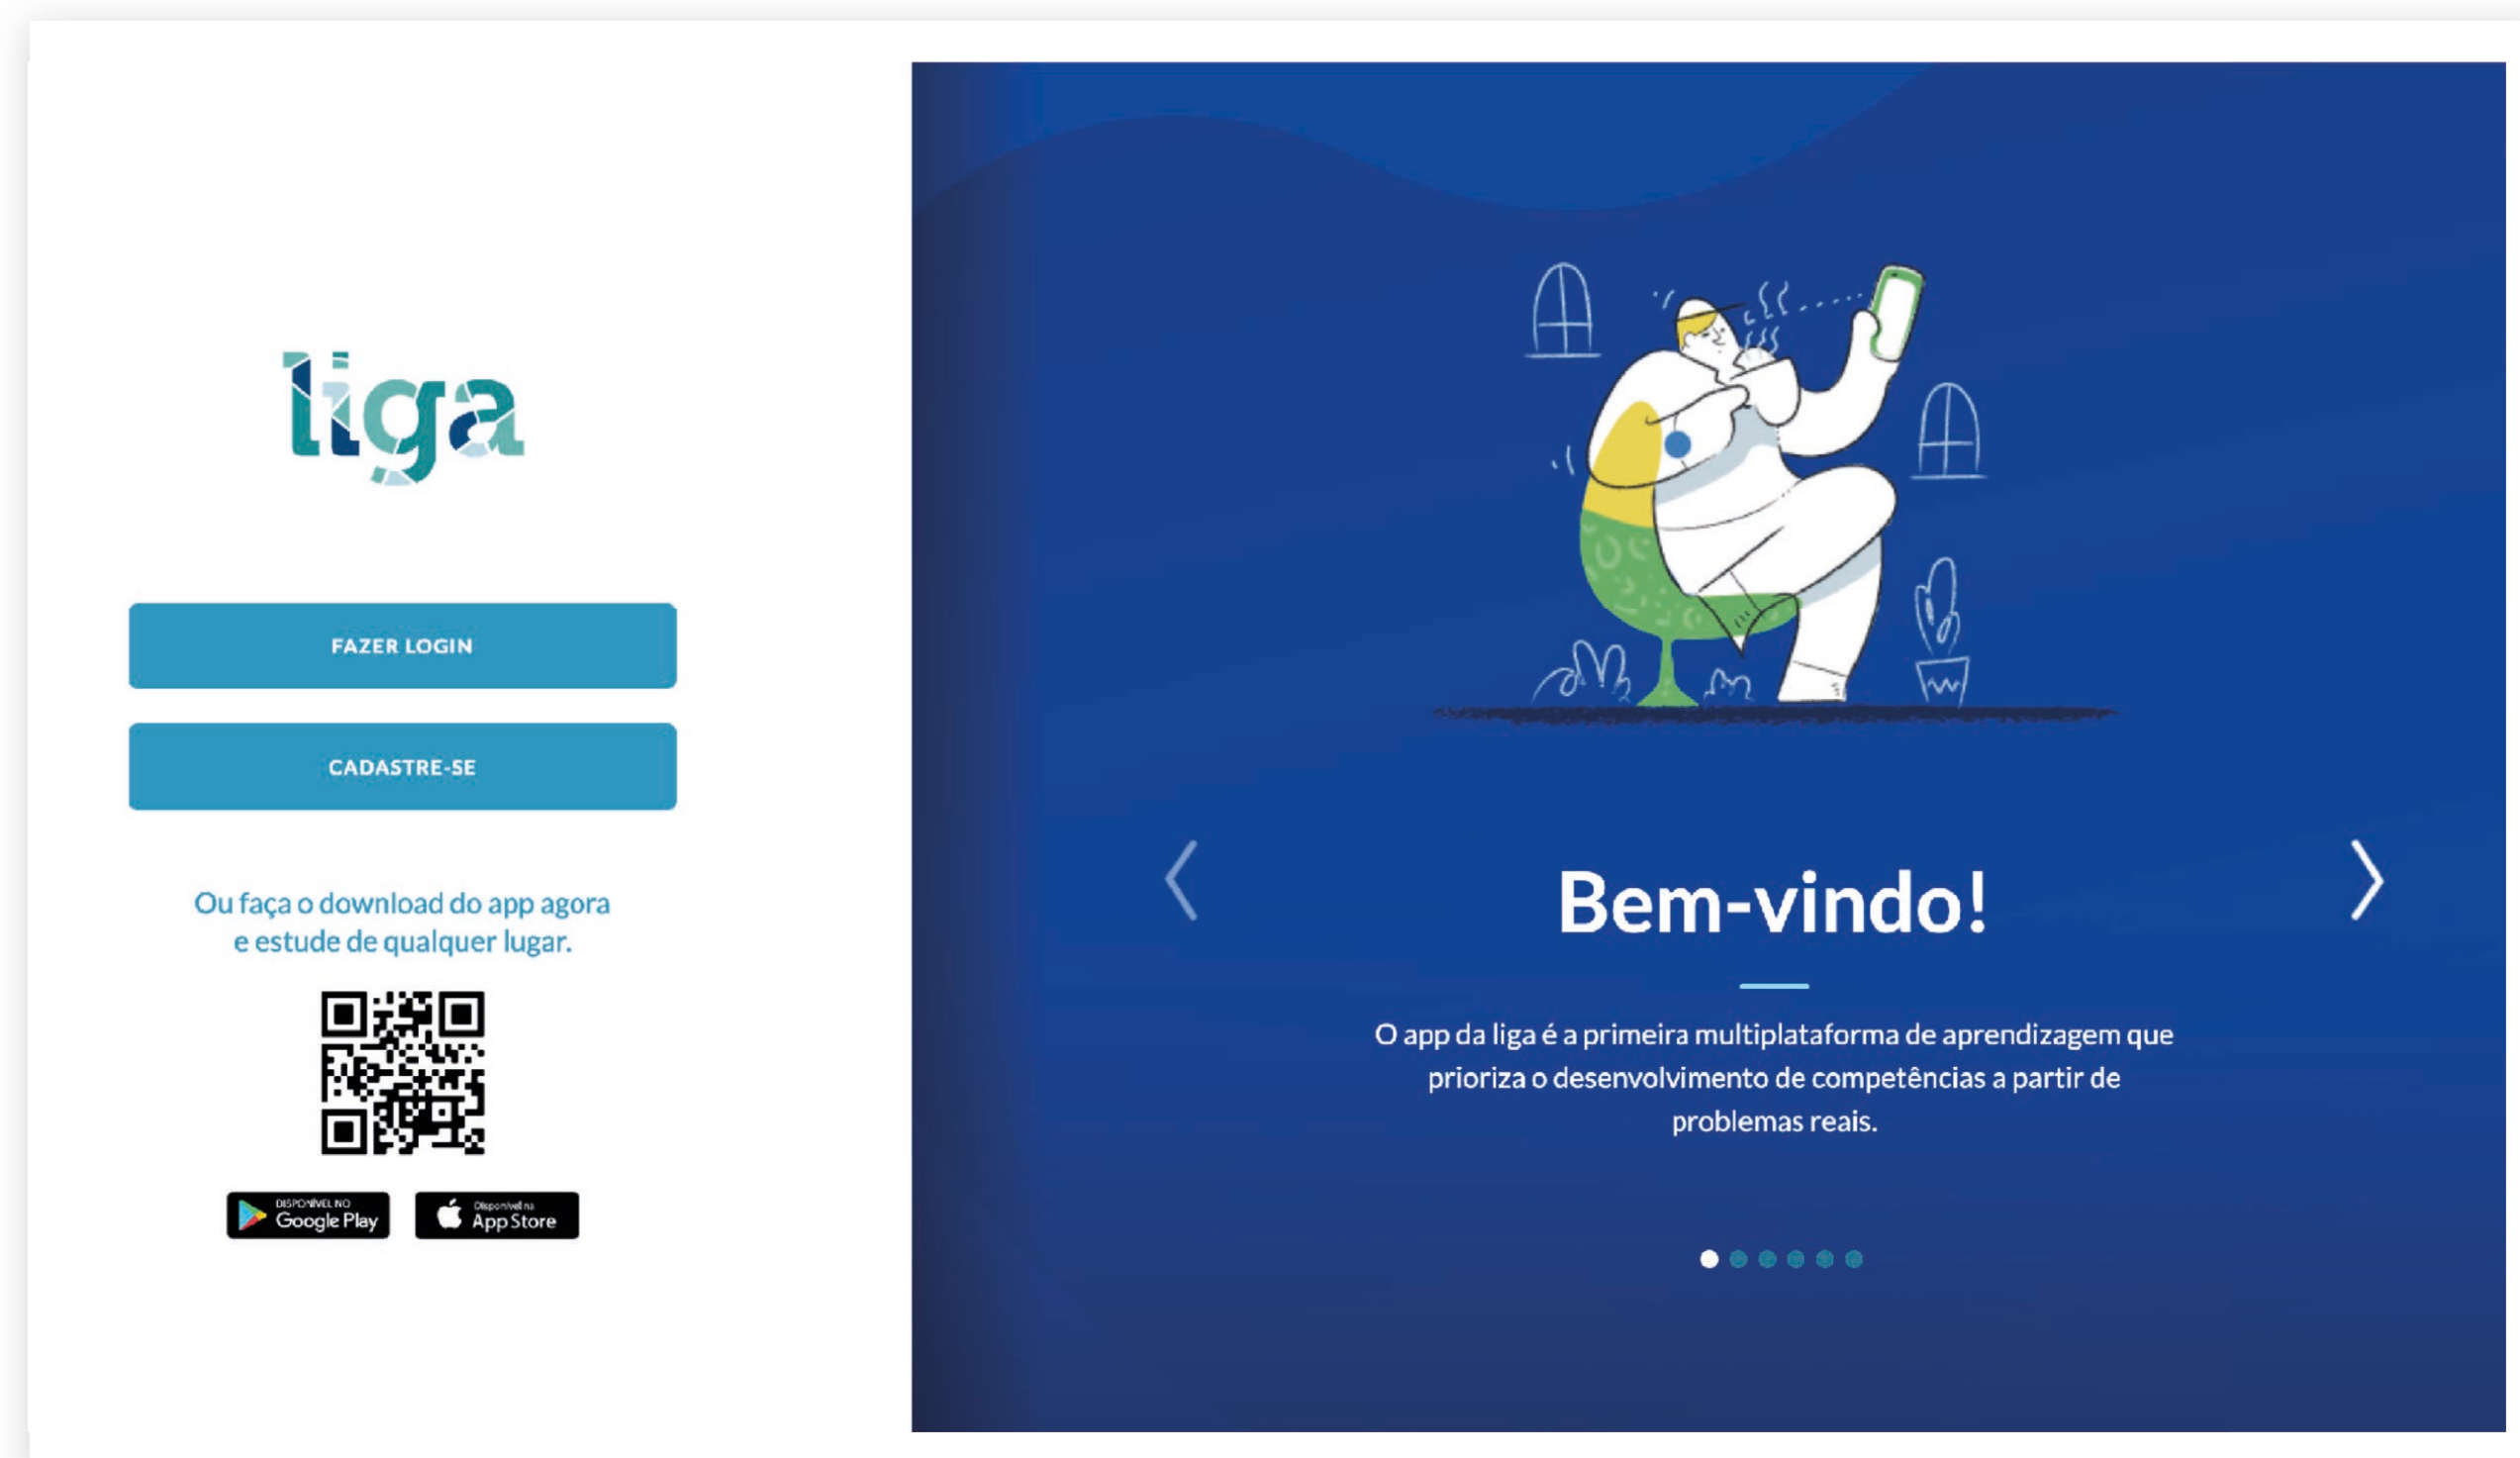 liga
FAZER LOGIN
CADASTRE-SE
Ou faça o download do app agora
e estude de qualquer lugar.
DISPONÍVEL NO
Google Play
Disponível na
App Store
Bem-vindo!
O app da liga é a primeira multiplataforma de aprendizagem que
prioriza o desenvolvimento de competências a partir de
problemas reais.